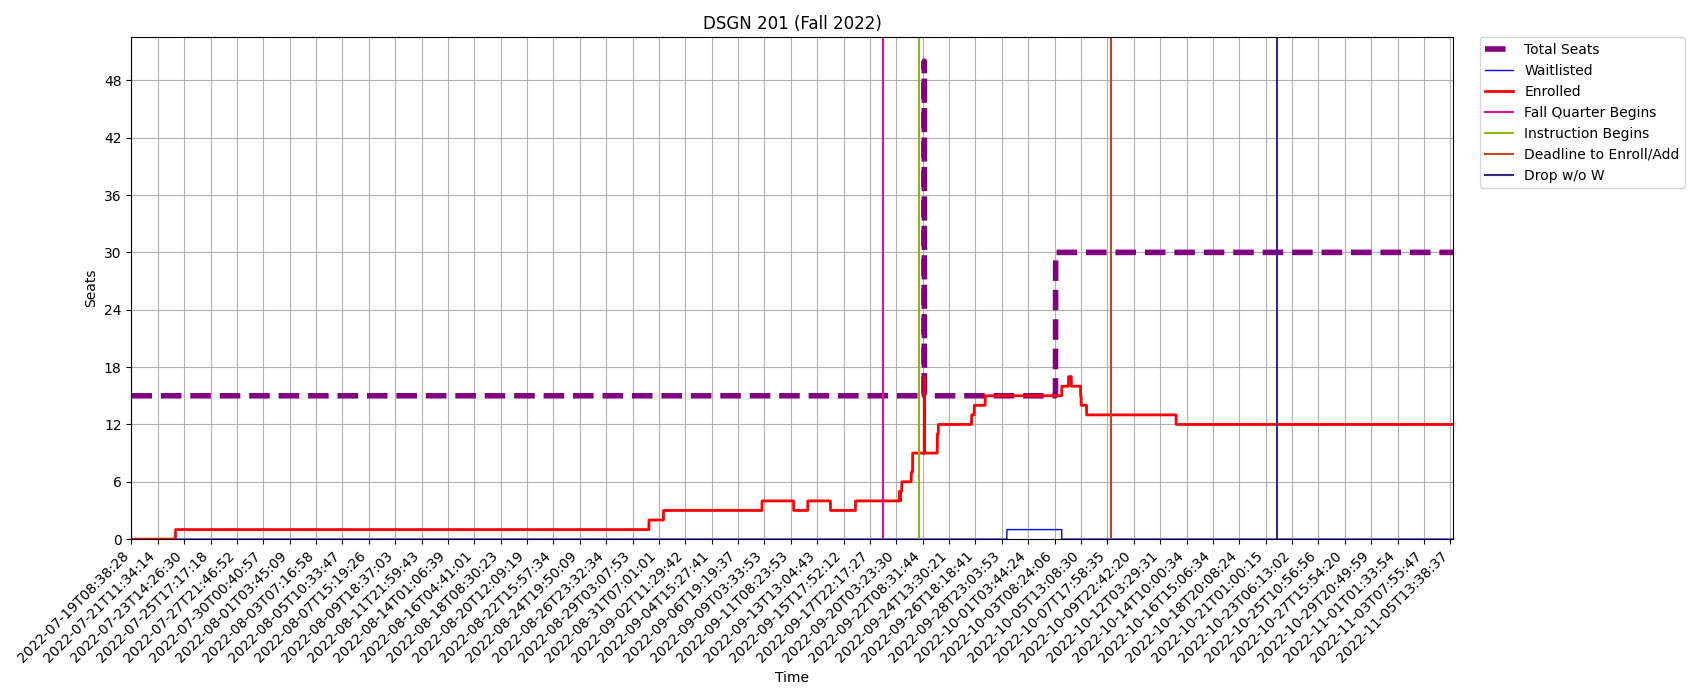 DSGN 201 (Fall 2022)
Total Seats
Waitlisted
Enrolled
Fall Quarter Begins
Instruction Begins
Deadline to Enroll/Add
Drop w/o W
Seats
48
42
36
30
24
18
12
6
0
2022-07-19T08:38:28
2022-07-21T11:34:14
2022-07-23T14:26:30
2022-07-25T17:17:18
2022-07-27T21:46:52
2022-07-30T00:40:57
2022-08-01T03:45:09
2022-08-03T07:16:58
2022-08-05T10:33:47
2022-08-07T15:19:26
2022-08-09T18:37:03
2022-08-11T21:59:43
2022-08-14T01:06:39
2022-08-16T04:41:01
2022-08-18T08:30:23
2022-08-20T12:09:19
2022-08-22T15:57:34
2022-08-24T19:50:09
2022-08-26T23:32:34
2022-08-29T03:07:53
2022-08-31T07:01:01
2022-09-02T11:29:42
2022-09-04T15:27:41
2022-09-06T19:19:37
2022-09-09T03:33:53
2022-09-11T08:23:53
2022-09-13T13:04:43
2022-09-15T17:52:12
2022-09-17T22:17:27
2022-09-20T03:23:30
2022-09-22T08:31:44
2022-09-24T13:30:21
2022-09-26T18:18:41
2022-09-28T23:03:53
2022-10-01T03:44:24
2022-10-03T08:24:06
2022-10-05T13:08:30
2022-10-07T17:58:35
2022-10-09T22:42:20
2022-10-12T03:29:31
2022-10-14T10:00:34
2022-10-16T15:06:34
2022-10-18T20:08:24
2022-10-21T01:00:15
2022-10-23T06:13:02
2022-10-25T10:56:56
2022-10-27T15:54:20
2022-10-29T20:49:59
2022-11-01T01:33:54
2022-11-03T07:55:47
2022-11-05T13:38:37
Time